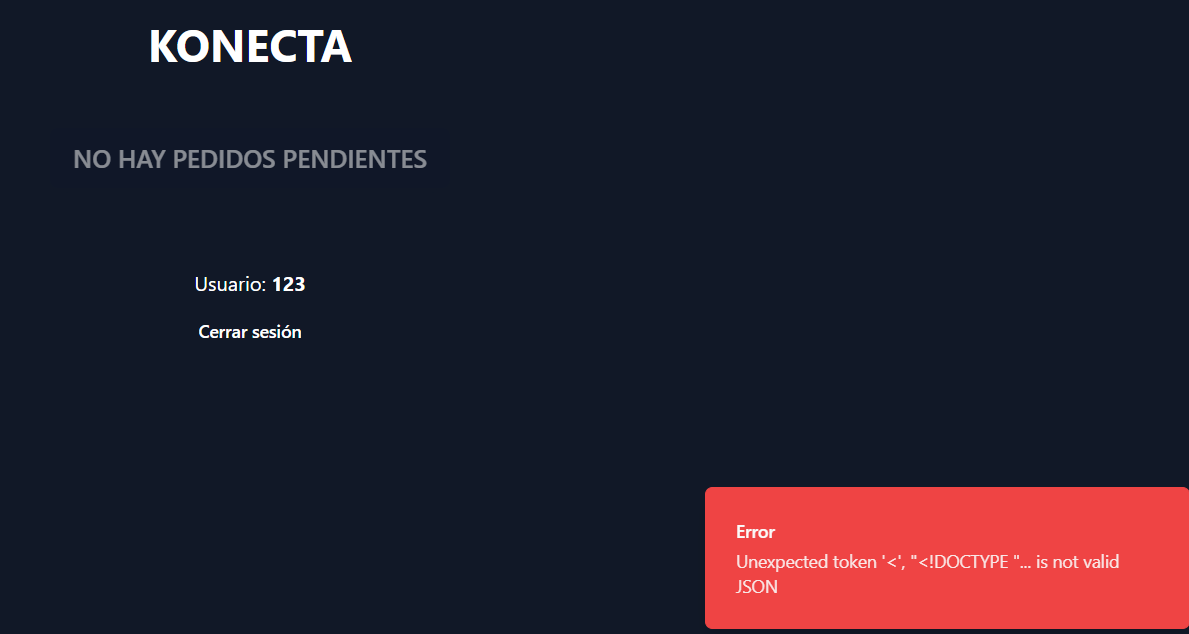 KONECTA
NO HAY PEDIDOS PENDIENTES
Usuario: 123
Cerrar sesión
Error
Unexpected token '<', "<!DOCTYPE "... is not valid
JSON